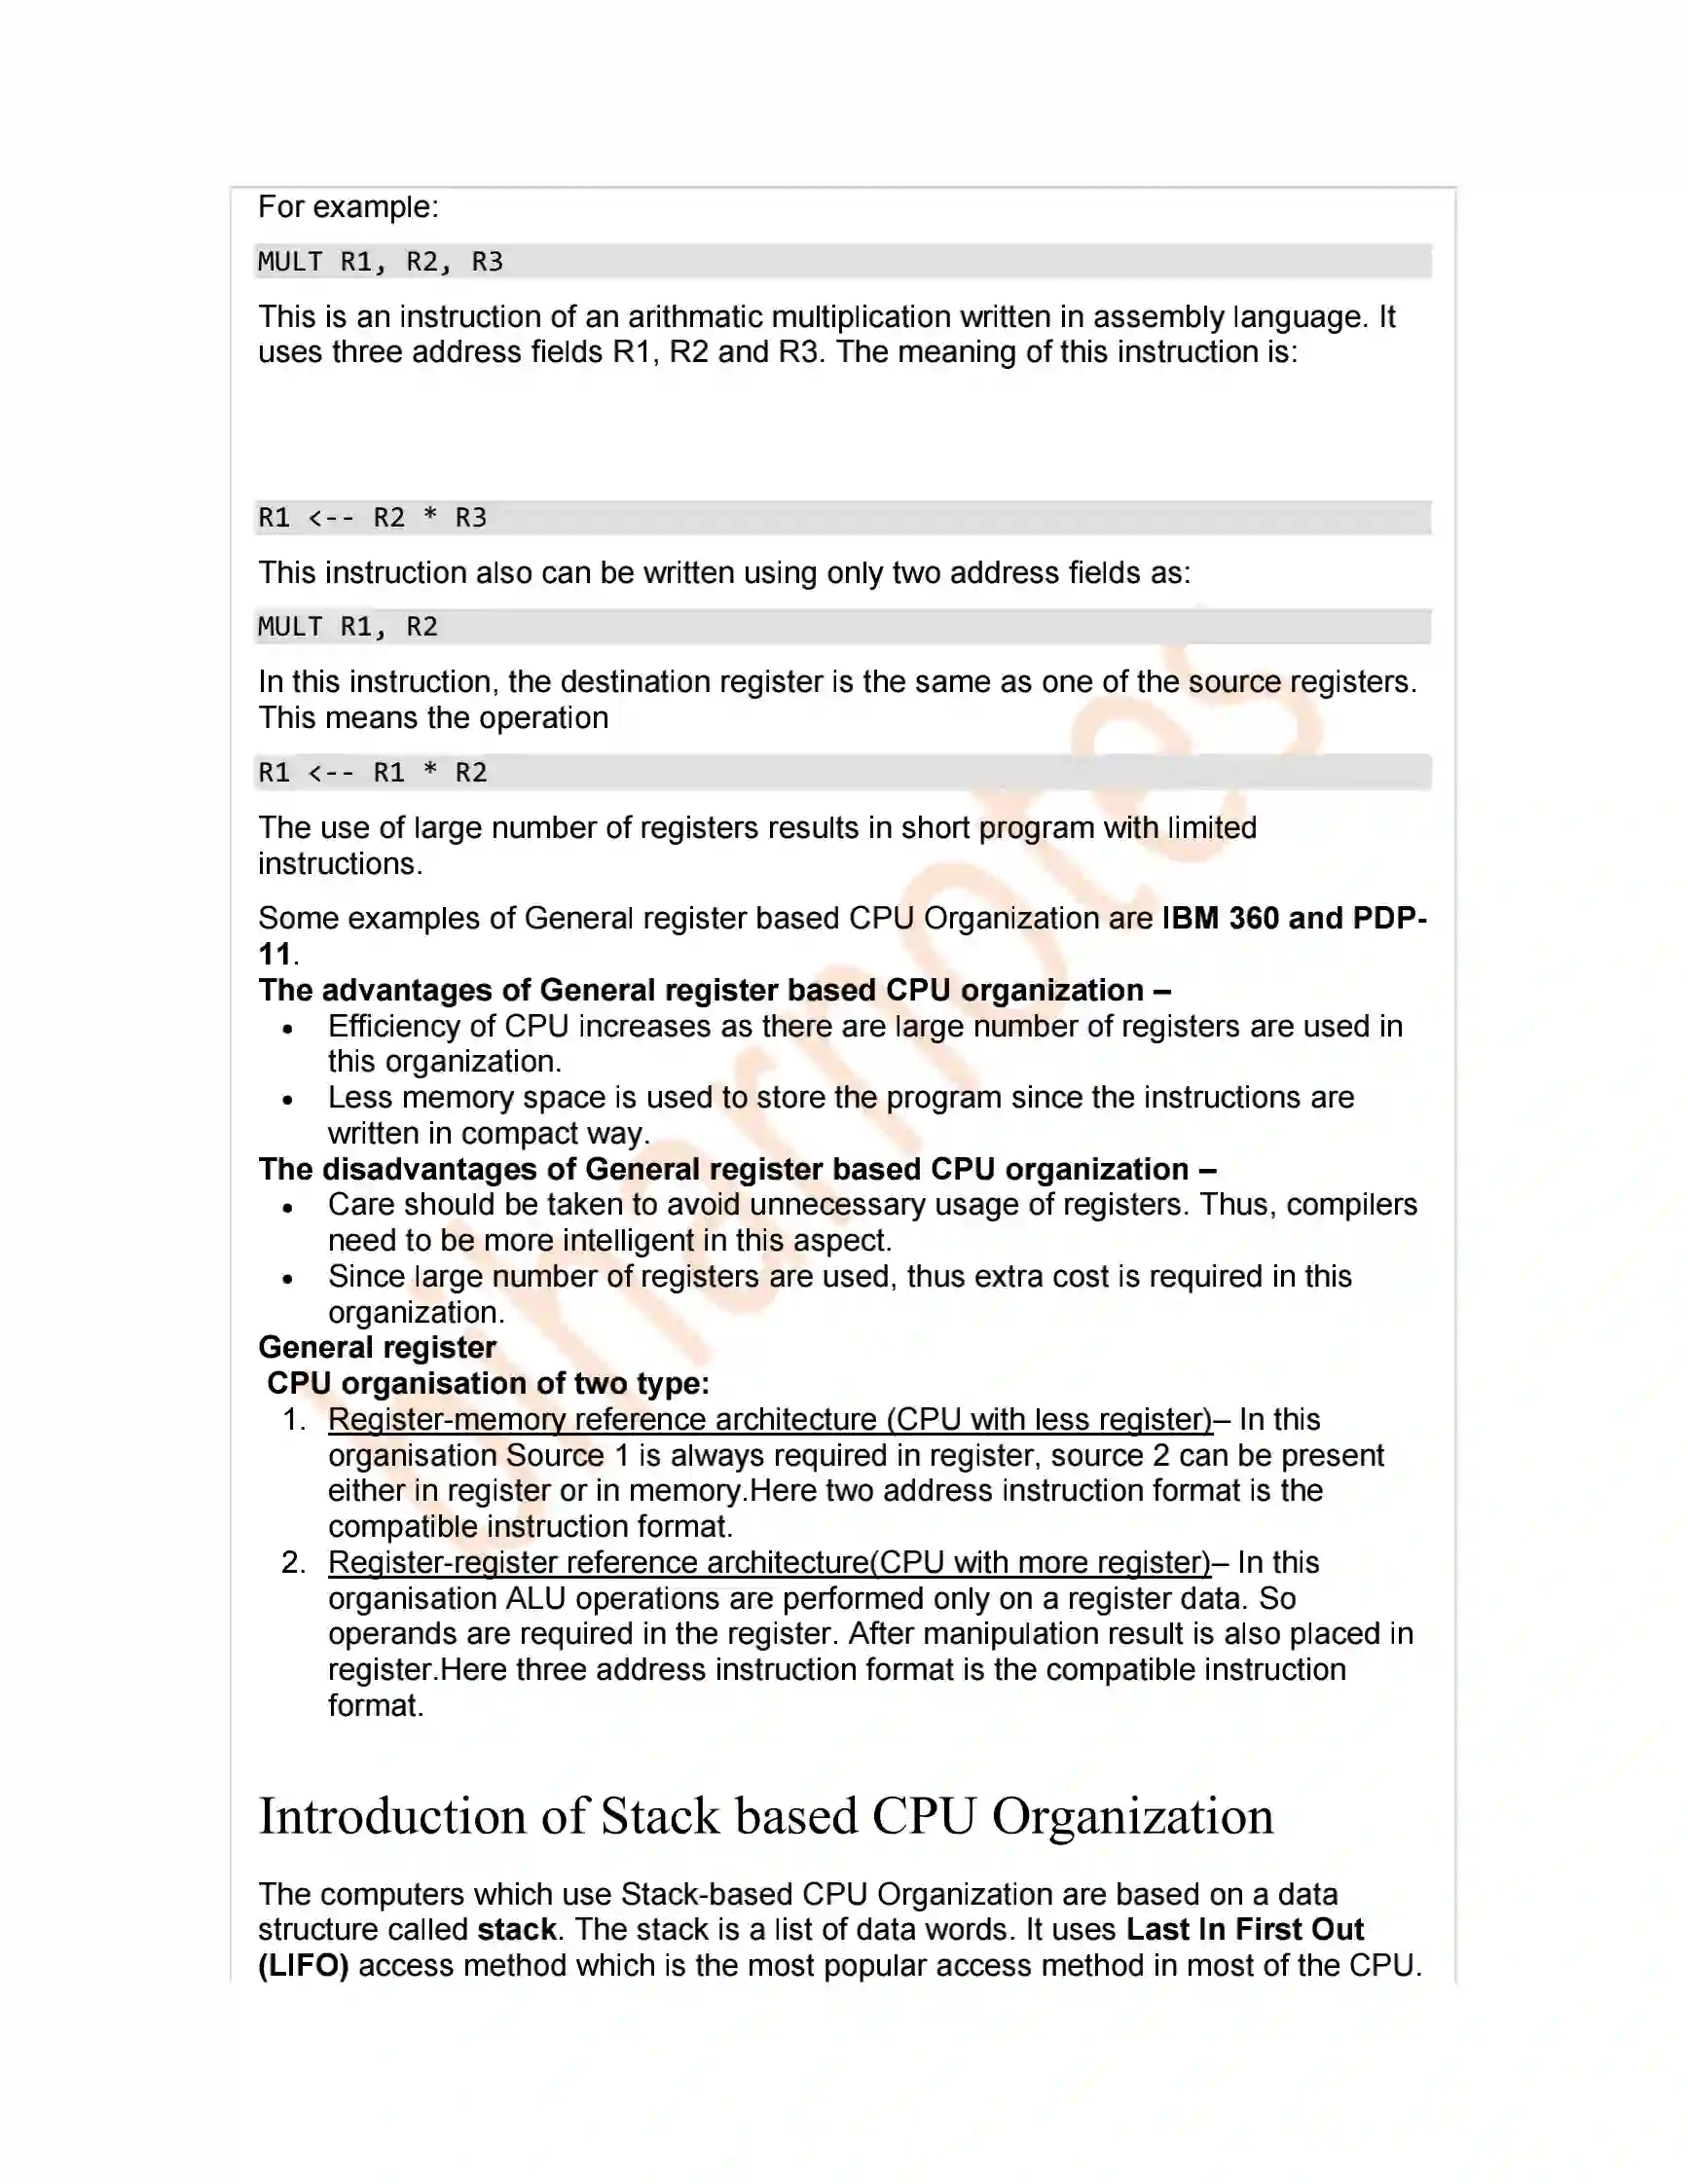 For example:
MULT R1, R2, R3
This is an instruction of an arithmatic multiplication written in assembly language. It
uses three address fields R1, R2 and R3. The meaning of this instruction is:
R1 <-- R2 * R3
This instruction also can be written using only two address fields as:
MULT R1, R2
In this instruction, the destination register is the same as one of the source registers.
This means the operation
R1 <-- R1 * R2
The use of large number of registers results in short program with limited
instructions.
Some examples of General register based CPU Organization are IBM 360 and PDP-
11.
The advantages of General register based CPU organization –
• Efficiency of CPU increases as there are large number of registers are used in
this organization.
• Less memory space is used to store the program since the instructions are
written in compact way.
The disadvantages of General register based CPU organization –
• Care should be taken to avoid unnecessary usage of registers. Thus, compilers
need to be more intelligent in this aspect.
• Since large number of registers are used, thus extra cost is required in this
organization.
General register
CPU organisation of two type:
1. Register-memory reference architecture (CPU with less register)– In this
organisation Source 1 is always required in register, source 2 can be present
either in register or in memory.Here two address instruction format is the
compatible instruction format.
2. Register-register reference architecture(CPU with more register)– In this
organisation ALU operations are performed only on a register data. So
operands are required in the register. After manipulation result is also placed in
register.Here three address instruction format is the compatible instruction
format.
Introduction of Stack based CPU Organization
The computers which use Stack-based CPU Organization are based on a data
structure called stack. The stack is a list of data words. It uses Last In First Out
(LIFO) access method which is the most popular access method in most of the CPU.
biharnotes